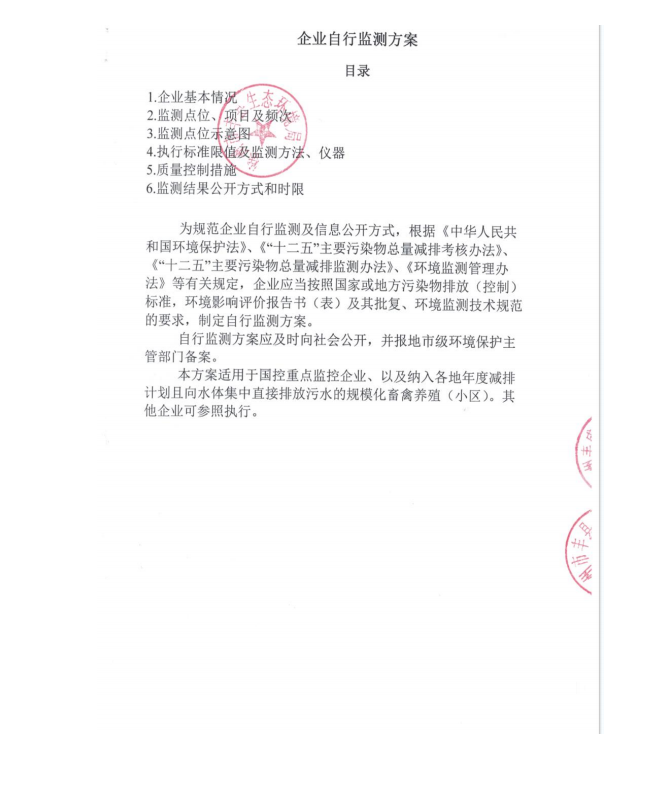 企业自行监测方案
目录
1.企业基本情况
2.监测点位、项目及频次
3.监测点位示意图
4.执行标准限值及监测方法、仪器
5.质量控制措施
6.监测结果公开方式和时限
为规范企业自行监测及信息公开方式，根据《中华人民共
和国环境保护法》、《“十二五”主要污染物总量减排考核办法》、
《“十二五”主要污染物总量减排监测办法》、《环境监测管理办
法》等有关规定，企业应当按照国家或地方污染物排放（控制）
标准，环境影响评价报告书（表）及其批复、环境监测技术规范
的要求，制定自行监测方案。
自行监测方案应及时向社会公开，并报地市级环境保护主
管部门备案。
本方案适用于国控重点监控企业、以及纳入各地年度减排
计划且向水体集中直接排放污水的规模化畜禽养殖（小区）。其
他企业可参照执行。
生态环境局